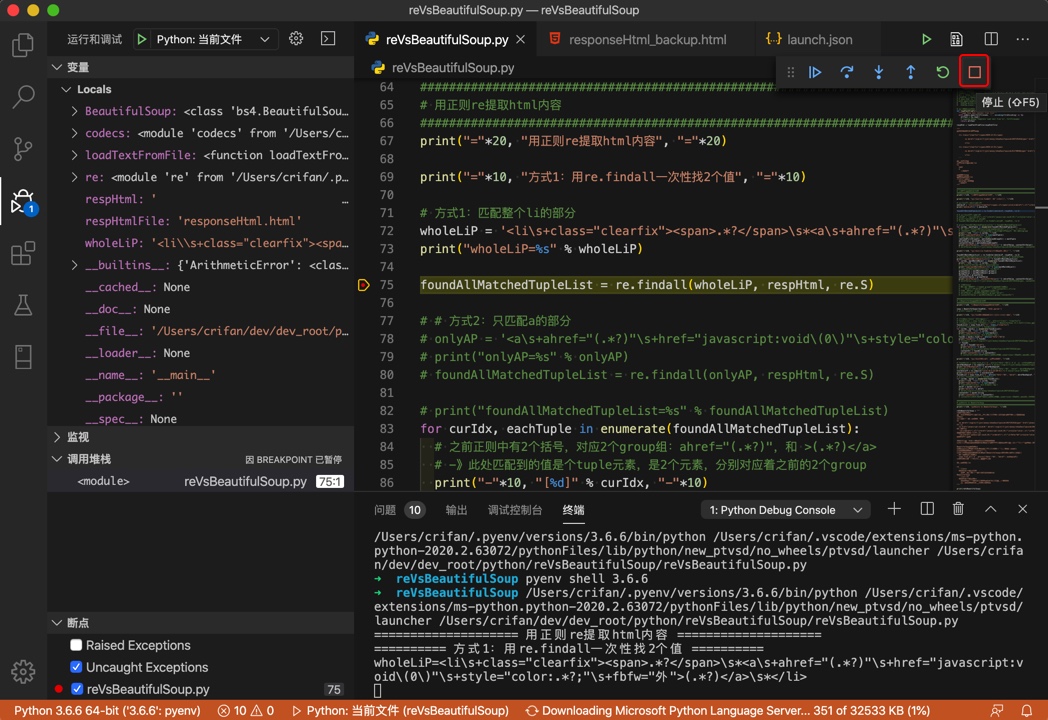 reVsBeautifulSoup.py — reVsBeautifulSoup
运行和调试
Python: 当前文件
变量
Locals
BeautifulSoup: <class 'bs4.BeautifulSou…
codecs: <module 'codecs' from '/Users/c…
loadTextFromFile: <function loadTextFro…
re: <module 're' from '/Users/crifan/.p…
respHtml: ' …
respHtmlFile: 'responseHtml.html'
wholeLiP: '<li\\s+class="clearfix"><spa…
__builtins__: {'ArithmeticError': <clas…
__cached__: None
__doc__: None
__file__: '/Users/crifan/dev/dev_root/p…
__loader__: None
__name__: '__main__'
__package__: ''
__spec__: None
监视
调用堆栈
因 BREAKPOINT 已暂停
<module>
reVsBeautifulSoup.py
75:1
断点
Raised Exceptions
Uncaught Exceptions
reVsBeautifulSoup.py
75
1
reVsBeautifulSoup.py
responseHtml_backup.html
launch.json
reVsBeautifulSoup.py
停止 (⇧F5)
64 ##########################################################################
65 # 用正则re提取html内容
66 ##########################################################################
67 print("="*20, "用正则re提取html内容", "="*20)
68
69 print("="*10, "方式1: 用re.findall一次性找2个值", "="*10)
70
71 # 方式1: 匹配整个li的部分
72 wholeLiP = '<li\s+class="clearfix"><span>.*?</span>\s*<a\s+ahref="(.*?)"\s
73 print("wholeLiP=%s" % wholeLiP)
74
75 foundAllMatchedTupleList = re.findall(wholeLiP, respHtml, re.S)
76
77 # # 方式2: 只匹配a的部分
78 # onlyAP = '<a\s+ahref="(.*?)"\s+href="javascript:void\(0\)"\s+style="colo
79 # print("onlyAP=%s" % onlyAP)
80 # foundAllMatchedTupleList = re.findall(onlyAP, respHtml, re.S)
81
82 # print("foundAllMatchedTupleList=%s" % foundAllMatchedTupleList)
83 for curIdx, eachTuple in enumerate(foundAllMatchedTupleList):
84 # 之前正则中有2个括号, 对应2个group组: ahref="(.*?)", 和 >(.*?)</a>
85 # -》此处匹配到的值是个tuple元素, 是2个元素, 分别对应着之前的2个group
86 print("-"*10, "[%d]" % curIdx, "-"*10)
问题 10 输出 调试控制台 终端
1: Python Debug Console
/Users/crifan/.pyenv/versions/3.6.6/bin/python /Users/crifan/.vscode/extensions/ms-python.
python-2020.2.63072/pythonFiles/lib/python/new_ptvsd/no_wheels/ptvsd/launcher /Users/crifa
n/dev/dev_root/python/reVsBeautifulSoup/reVsBeautifulSoup.py
➜ reVsBeautifulSoup pyenv shell 3.6.6
➜ reVsBeautifulSoup /Users/crifan/.pyenv/versions/3.6.6/bin/python /Users/crifan/.vscode/
extensions/ms-python.python-2020.2.63072/pythonFiles/lib/python/new_ptvsd/no_wheels/ptvsd/
launcher /Users/crifan/dev/dev_root/python/reVsBeautifulSoup/reVsBeautifulSoup.py
==================== 用正则re提取html内容 ====================
========== 方式1: 用re.findall一次性找2个值 ==========
wholeLiP=<li\s+class="clearfix"><span>.*?</span>\s*<a\s+ahref="(.*?)"\s+href="javascript:v
oid\(0\)"\s+style="color:.*?;"\s+fbfw="外">(.*?)</a>\s*</li>
Python 3.6.6 64-bit ('3.6.6': pyenv)
10 0
Python: 当前文件 (reVsBeautifulSoup)
Downloading Microsoft Python Language Server... 351 of 32533 KB (1%)